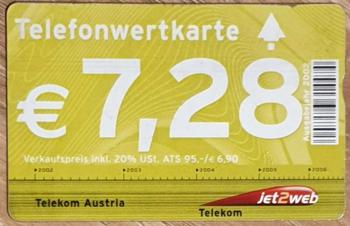 Telefonwertkarte
€ 7,28
Ausgabejahr 2002
Verkaufspreis inkl. 20% USt. ATS 95,-/€ 6,90
2002 2003 2004 2005 2006
Telekom Austria
jet2web
Telekom